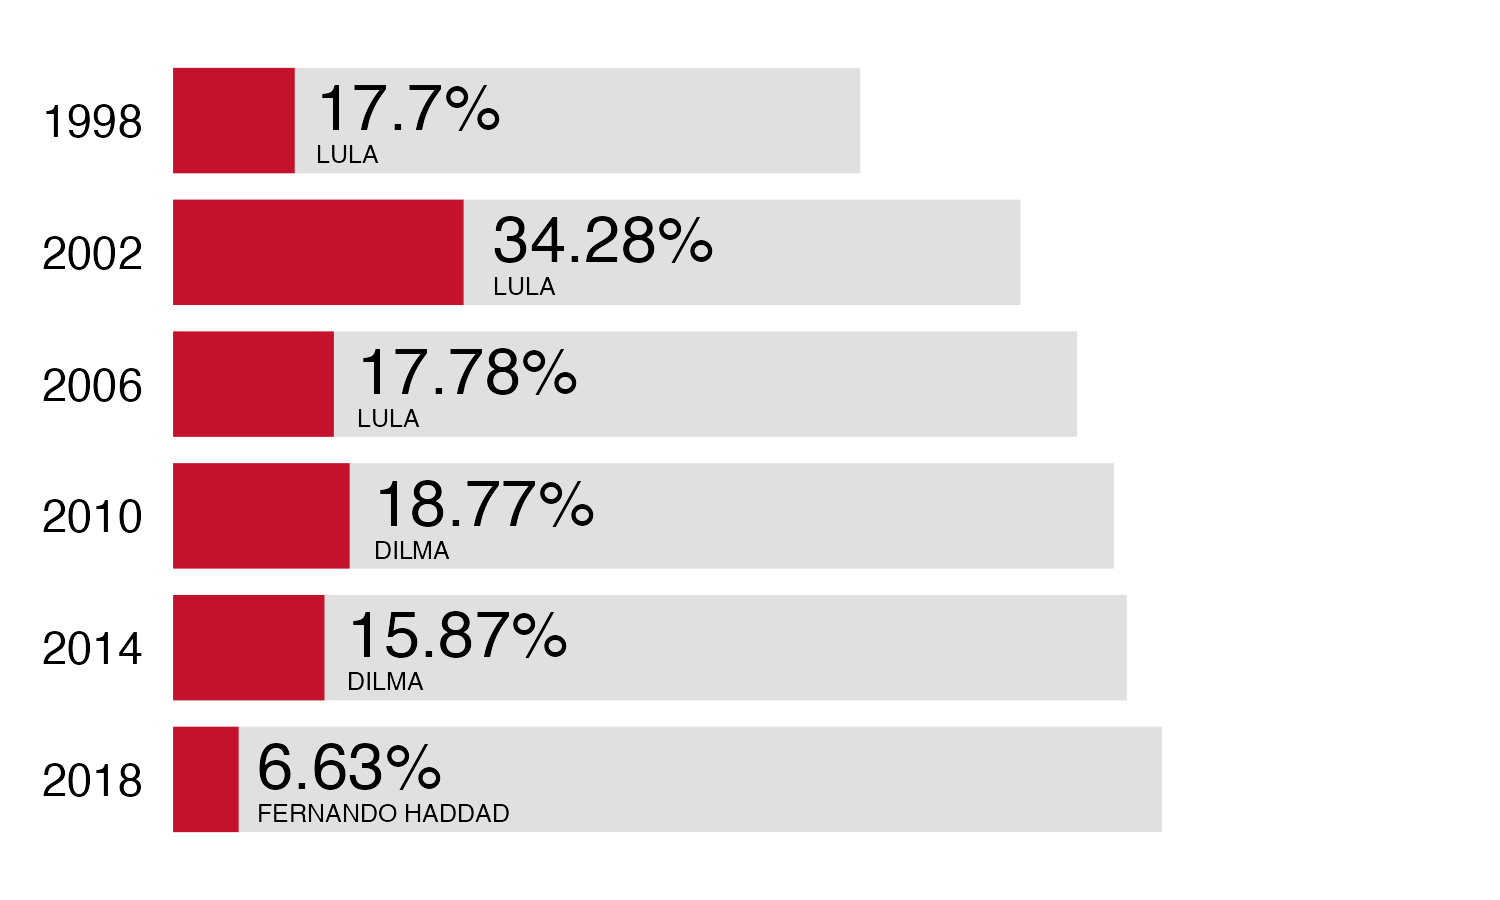 1998
17.7%
LULA
2002
34.28%
LULA
2006
17.78%
LULA
2010
18.77%
DILMA
2014
15.87%
DILMA
2018
6.63%
FERNANDO HADDAD